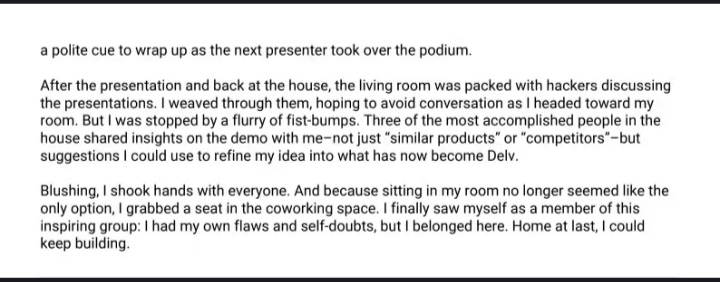 a polite cue to wrap up as the next presenter took over the podium.
After the presentation and back at the house, the living room was packed with hackers discussing
the presentations. I weaved through them, hoping to avoid conversation as I headed toward my
room. But I was stopped by a flurry of fist-bumps. Three of the most accomplished people in the
house shared insights on the demo with me–not just “similar products” or “competitors”–but
suggestions I could use to refine my idea into what has now become Delv.
Blushing, I shook hands with everyone. And because sitting in my room no longer seemed like the
only option, I grabbed a seat in the coworking space. I finally saw myself as a member of this
inspiring group: I had my own flaws and self-doubts, but I belonged here. Home at last, I could
keep building.